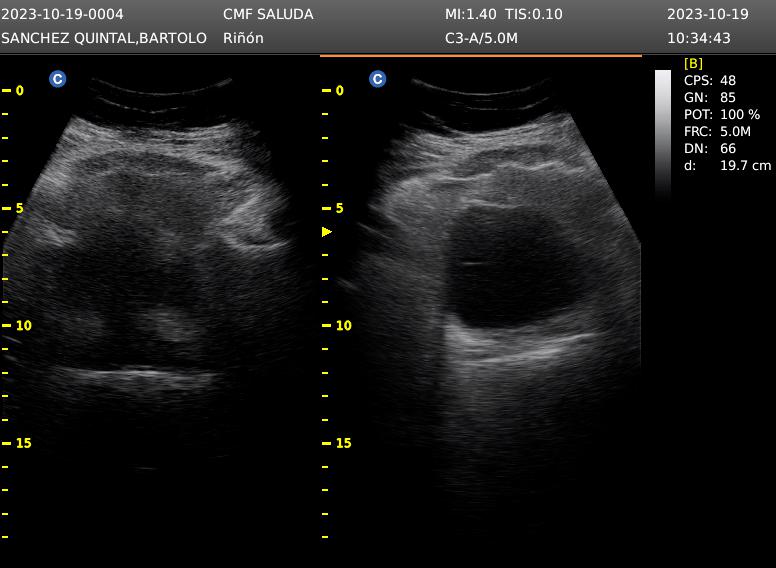 2023-10-19-0004 CMF SALUDA MI:1.40 TIS:0.10 2023-10-19
SANCHEZ QUINTAL,BARTOLO Riñón C3-A/5.0M 10:34:43
[B]
CPS: 48
GN: 85
POT: 100 %
FRC: 5.0M
DN: 66
d: 19.7 cm
C C
0 0
5 5
10 10
15 15